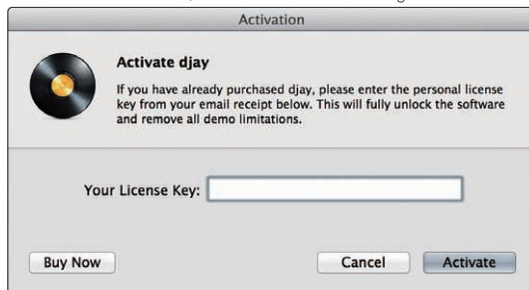 Activation
Activate djay
If you have already purchased djay, please enter the personal license
key from your email receipt below. This will fully unlock the software
and remove all demo limitations.
Your License Key:
Buy Now
Cancel
Activate